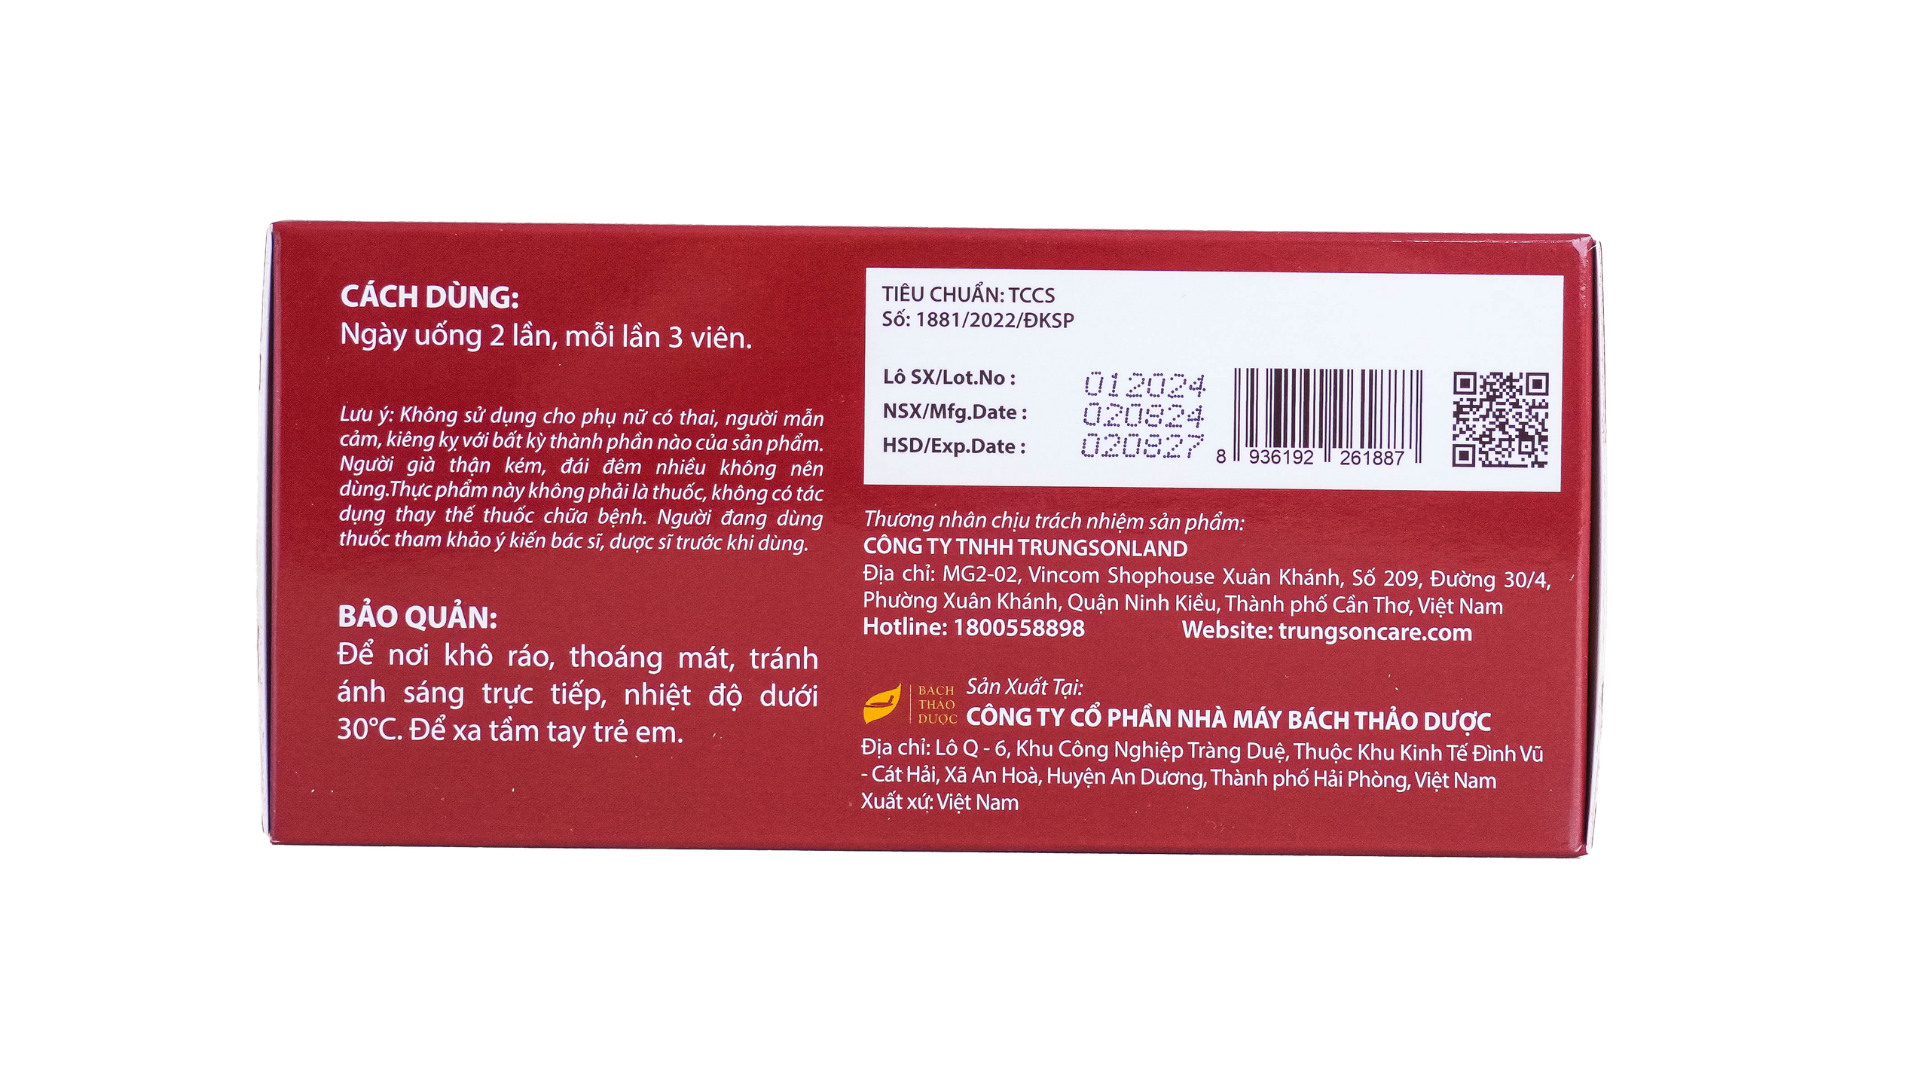 CÁCH DÙNG:
Ngày uống 2 lần, mỗi lần 3 viên.
Lưu ý: Không sử dụng cho phụ nữ có thai, người mẫn
cảm, kiêng kỵ với bất kỳ thành phần nào của sản phẩm.
Người già thận kém, đái đêm nhiều không nên
dùng.Thực phẩm này không phải là thuốc, không có tác
dụng thay thế thuốc chữa bệnh. Người đang dùng
thuốc tham khảo ý kiến bác sĩ, dược sĩ trước khi dùng.
BẢO QUẢN:
Để nơi khô ráo, thoáng mát, tránh
ánh sáng trực tiếp, nhiệt độ dưới
30°C. Để xa tầm tay trẻ em.
TIÊU CHUẨN: TCCS
Số: 1881/2022/ĐKSP
Lô SX/Lot.No : 012024
NSX/Mfg.Date : 020824
HSD/Exp.Date : 020827
8 936192 261887
Thương nhân chịu trách nhiệm sản phẩm:
CÔNG TY TNHH TRUNGSONLAND
Địa chỉ: MG2-02, Vincom Shophouse Xuân Khánh, Số 209, Đường 30/4,
Phường Xuân Khánh, Quận Ninh Kiều, Thành phố Cần Thơ, Việt Nam
Hotline: 1800558898 Website: trungsoncare.com
BÁCH
THẢO
DƯỢC
Sản Xuất Tại:
CÔNG TY CỔ PHẦN NHÀ MÁY BÁCH THẢO DƯỢC
Địa chỉ: Lô Q - 6, Khu Công Nghiệp Tràng Duệ, Thuộc Khu Kinh Tế Đình Vũ
- Cát Hải, Xã An Hoà, Huyện An Dương, Thành phố Hải Phòng, Việt Nam
Xuất xứ: Việt Nam